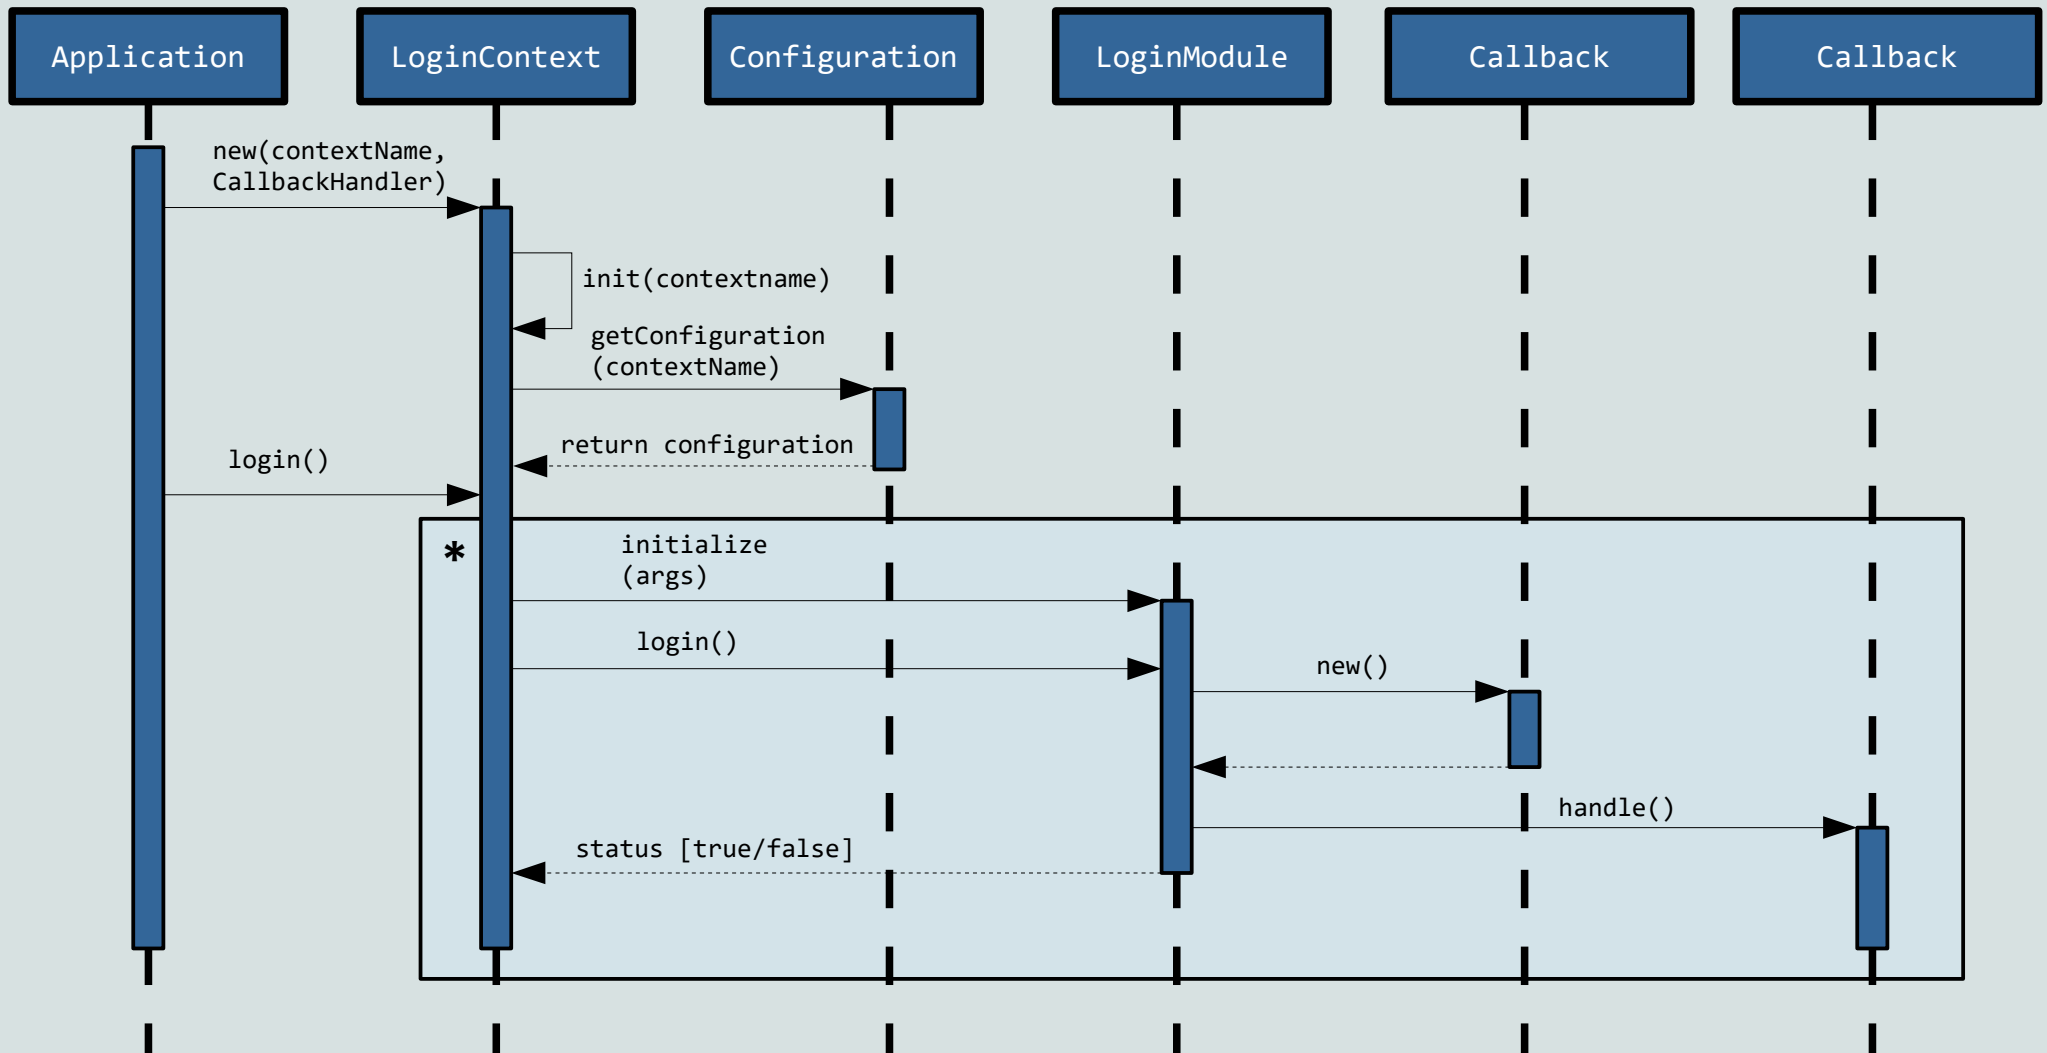 Application
LoginContext
Configuration
LoginModule
Callback
Callback
new(contextName,
CallbackHandler)
init(contextname)
getConfiguration
(contextName)
return configuration
login()
*
initialize
(args)
login()
new()
handle()
status [true/false]